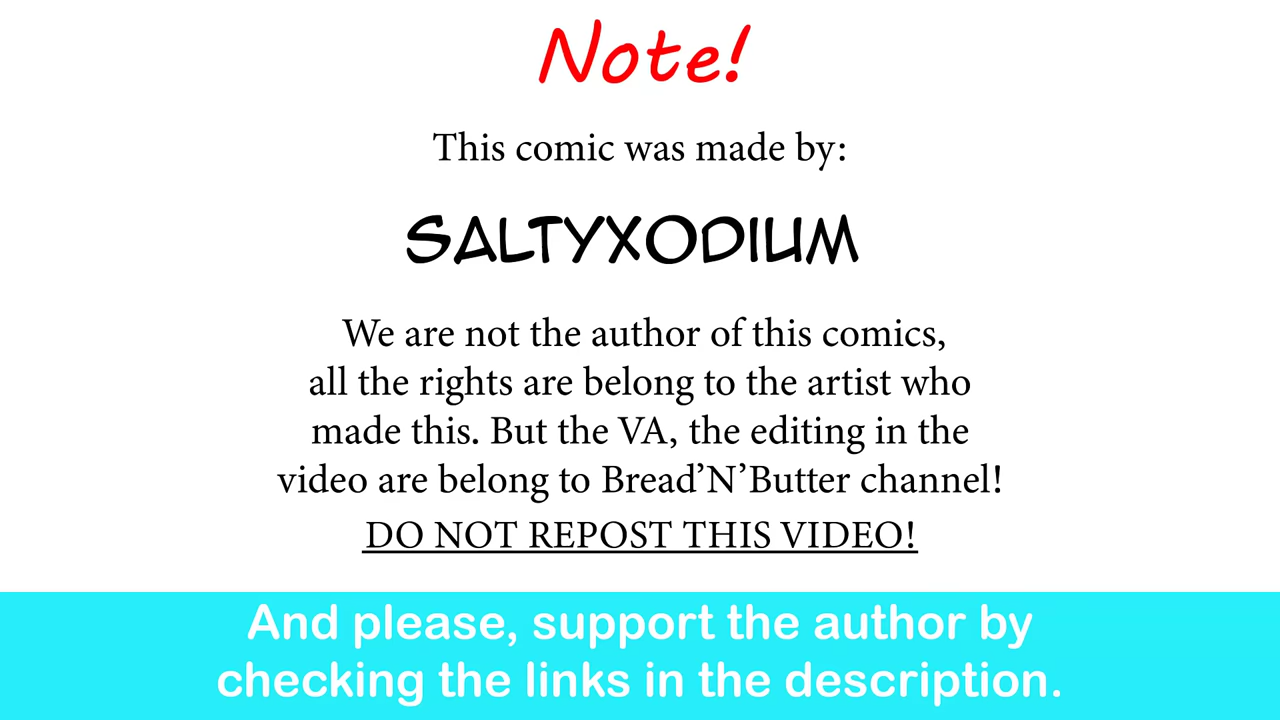 Note!
This comic was made by:
SALTYXODIUM
We are not the author of this comics,
all the rights are belong to the artist who
made this. But the VA, the editing in the
video are belong to Bread’N’Butter channel!
DO NOT REPOST THIS VIDEO!
And please, support the author by
checking the links in the description.